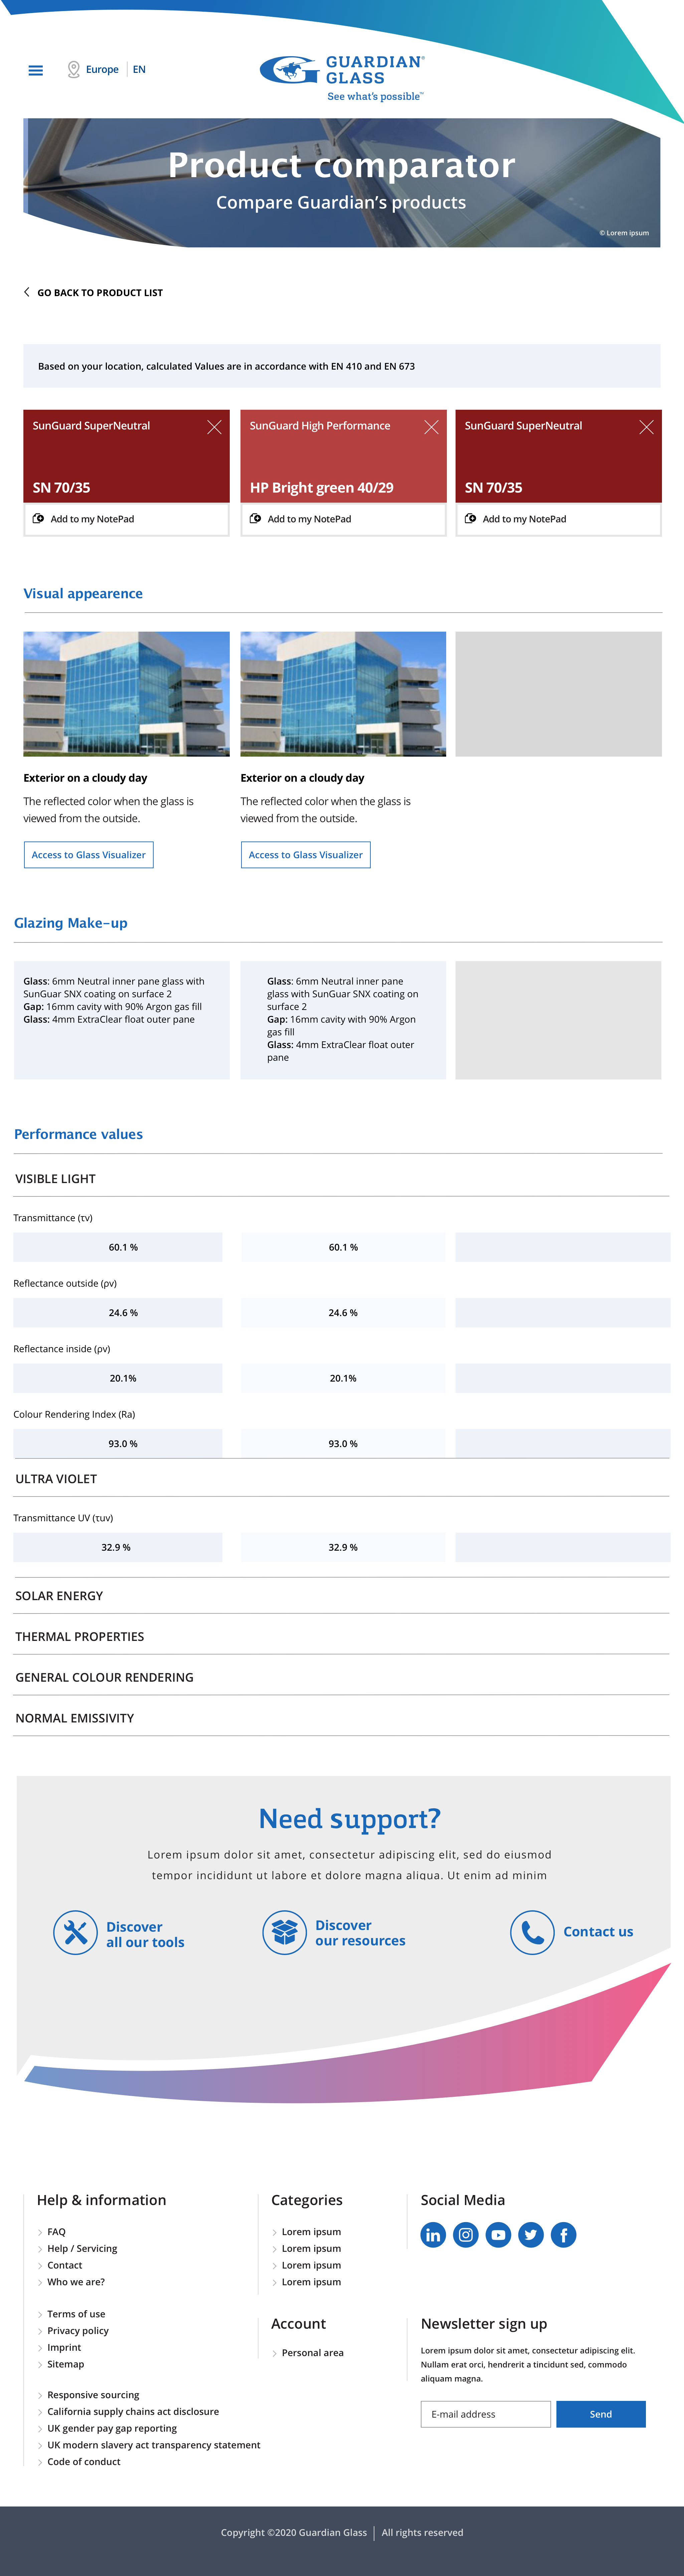 Europe
EN
GUARDIAN®
GLASS
See what's possible™
Product comparator
Compare Guardian's products
© Lorem ipsum
GO BACK TO PRODUCT LIST
Based on your location, calculated Values are in accordance with EN 410 and EN 673
SunGuard SuperNeutral
SN 70/35
Add to my NotePad
SunGuard High Performance
HP Bright green 40/29
Add to my NotePad
SunGuard SuperNeutral
SN 70/35
Add to my NotePad
Visual appearence
Exterior on a cloudy day
The reflected color when the glass is
viewed from the outside.
Access to Glass Visualizer
Exterior on a cloudy day
The reflected color when the glass is
viewed from the outside.
Access to Glass Visualizer
Glazing Make-up
Glass: 6mm Neutral inner pane glass with
SunGuar SNX coating on surface 2
Gap: 16mm cavity with 90% Argon gas fill
Glass: 4mm ExtraClear float outer pane
Glass: 6mm Neutral inner pane
glass with SunGuar SNX coating on
surface 2
Gap: 16mm cavity with 90% Argon
gas fill
Glass: 4mm ExtraClear float outer
pane
Performance values
VISIBLE LIGHT
Transmittance (τv)
60.1 % 60.1 %
Reflectance outside (ρv)
24.6 % 24.6 %
Reflectance inside (ρv)
20.1% 20.1%
Colour Rendering Index (Ra)
93.0 % 93.0 %
ULTRA VIOLET
Transmittance UV (τuv)
32.9 % 32.9 %
SOLAR ENERGY
THERMAL PROPERTIES
GENERAL COLOUR RENDERING
NORMAL EMISSIVITY
Need support?
Lorem ipsum dolor sit amet, consectetur adipiscing elit, sed do eiusmod
tempor incididunt ut labore et dolore magna aliqua. Ut enim ad minim
Discover
all our tools
Discover
our resources
Contact us
Help & information
FAQ
Help / Servicing
Contact
Who we are?
Terms of use
Privacy policy
Imprint
Sitemap
Responsive sourcing
California supply chains act disclosure
UK gender pay gap reporting
UK modern slavery act transparency statement
Code of conduct
Categories
Lorem ipsum
Lorem ipsum
Lorem ipsum
Lorem ipsum
Account
Personal area
Social Media
Newsletter sign up
Lorem ipsum dolor sit amet, consectetur adipiscing elit.
Nullam erat orci, hendrerit a tincidunt sed, commodo
aliquam magna.
E-mail address
Send
Copyright ©2020 Guardian Glass | All rights reserved